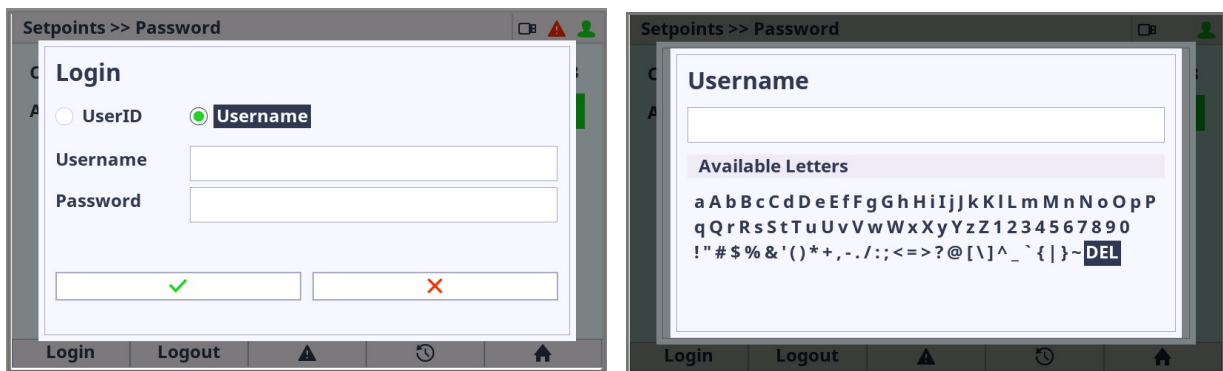 Setpoints >> Password
Login
UserID
Username
Username
Password
Login
Logout
Setpoints >> Password
Username
Available Letters
a A b B c C d D e E f F g G h H i I j J k K l L m M n N o O p P
q Q r R s S t T u U v V w W x X y Y z Z 1 2 3 4 5 6 7 8 9 0
! " # $ % & ' ( ) * + , - . / : ; < = > ? @ [ \ ] ^ _ ` { | } ~ DEL
Login
Logout